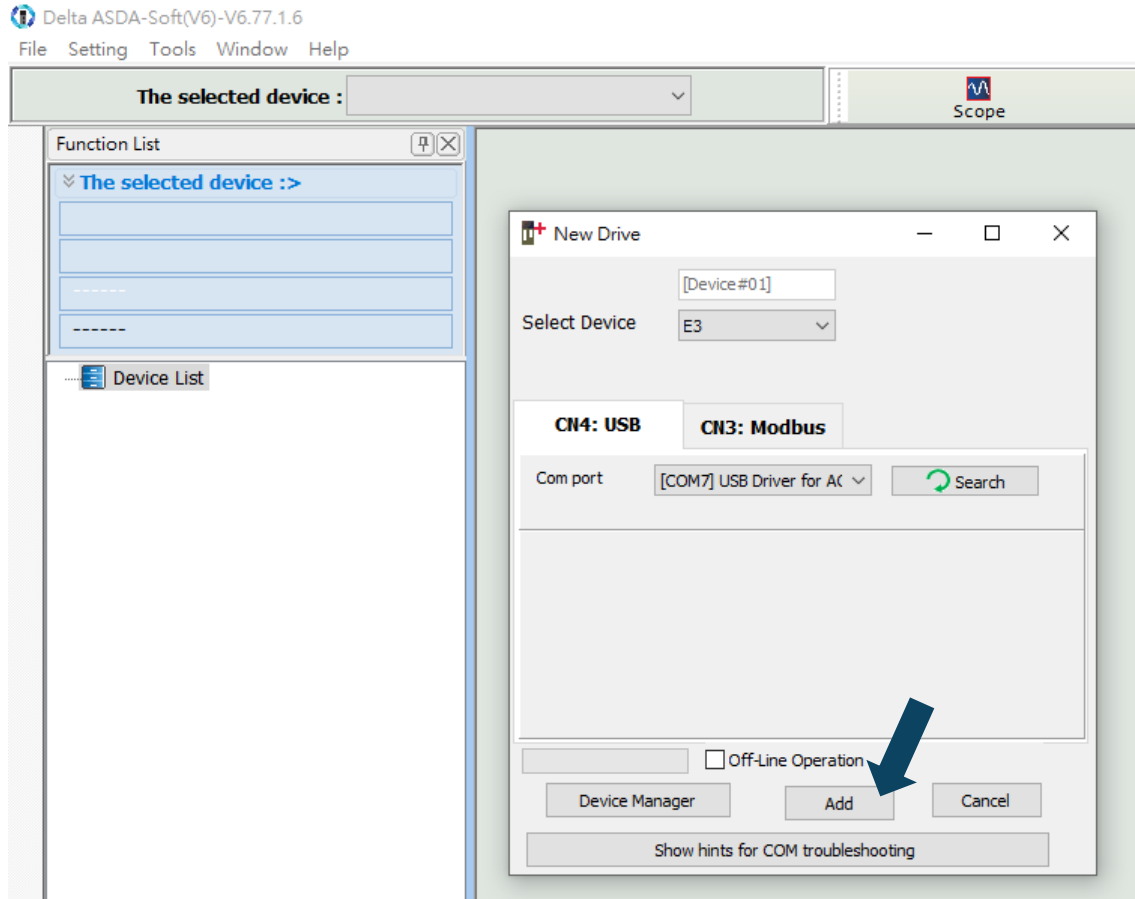 Delta ASDA-Soft(V6)-V6.77.1.6
File Setting Tools Window Help
The selected device :
Scope
Function List
The selected device :>
------
------
Device List
New Drive
[Device#01]
Select Device E3
CN4: USB CN3: Modbus
Com port [COM7] USB Driver for AC Search
Off-Line Operation
Device Manager Add Cancel
Show hints for COM troubleshooting